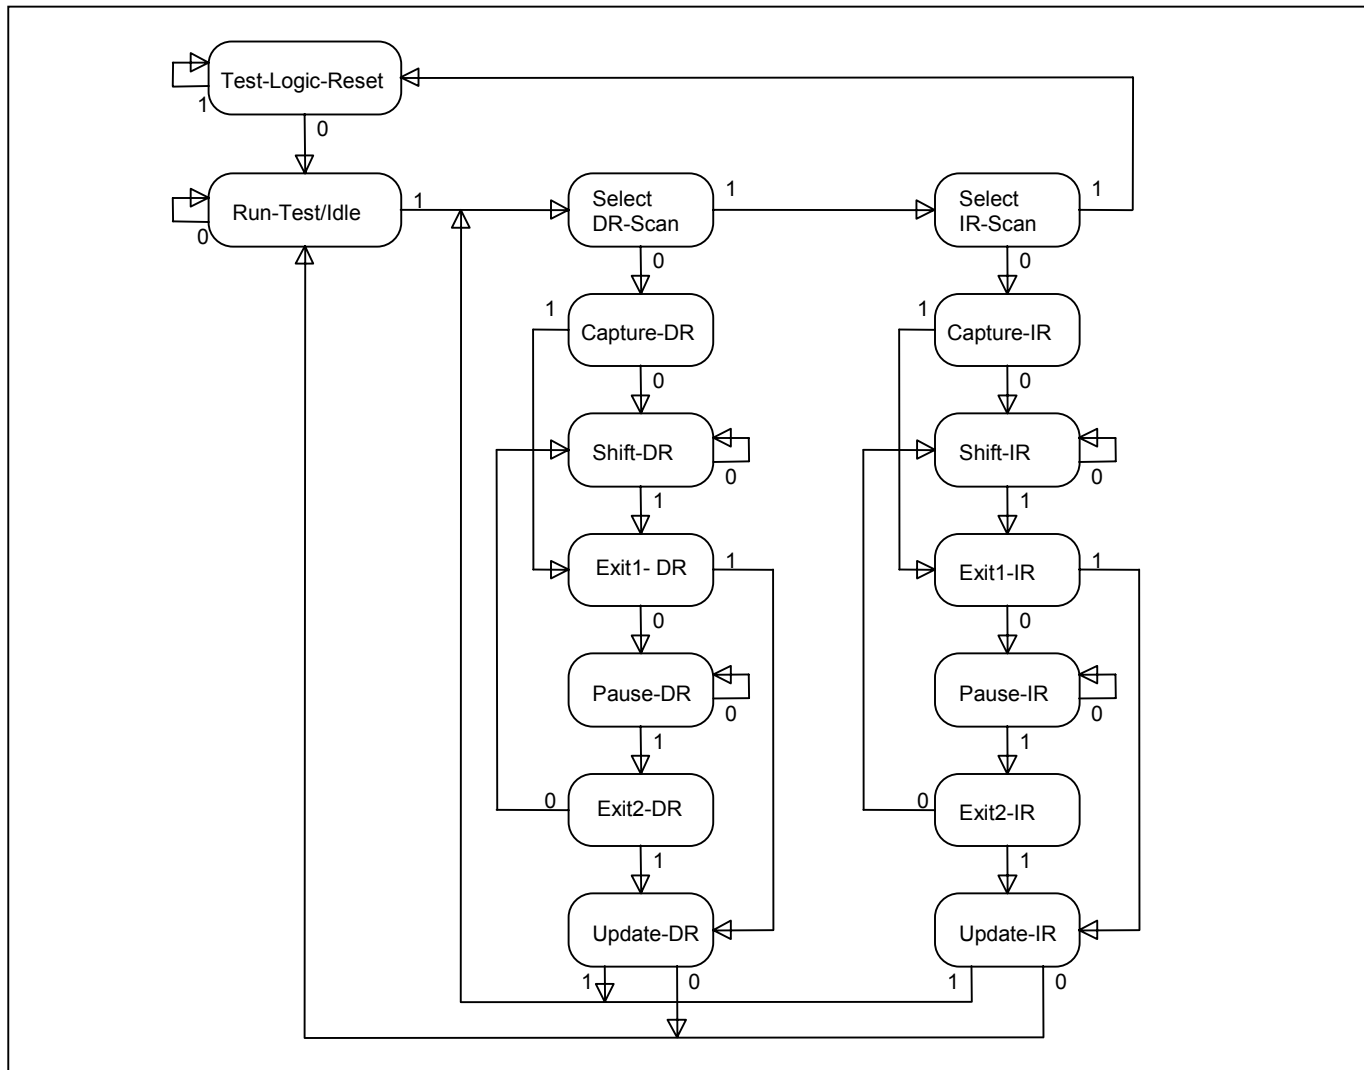 Test-Logic-Reset
1
0
Run-Test/Idle
0
1
Select
DR-Scan
1
0
Select
IR-Scan
1
0
1
Capture-DR
0
1
Capture-IR
0
Shift-DR
0
1
Shift-IR
0
1
Exit1- DR
1
0
Exit1-IR
1
0
Pause-DR
0
1
Pause-IR
0
1
0
Exit2-DR
1
0
Exit2-IR
1
Update-DR
1
0
Update-IR
1
0